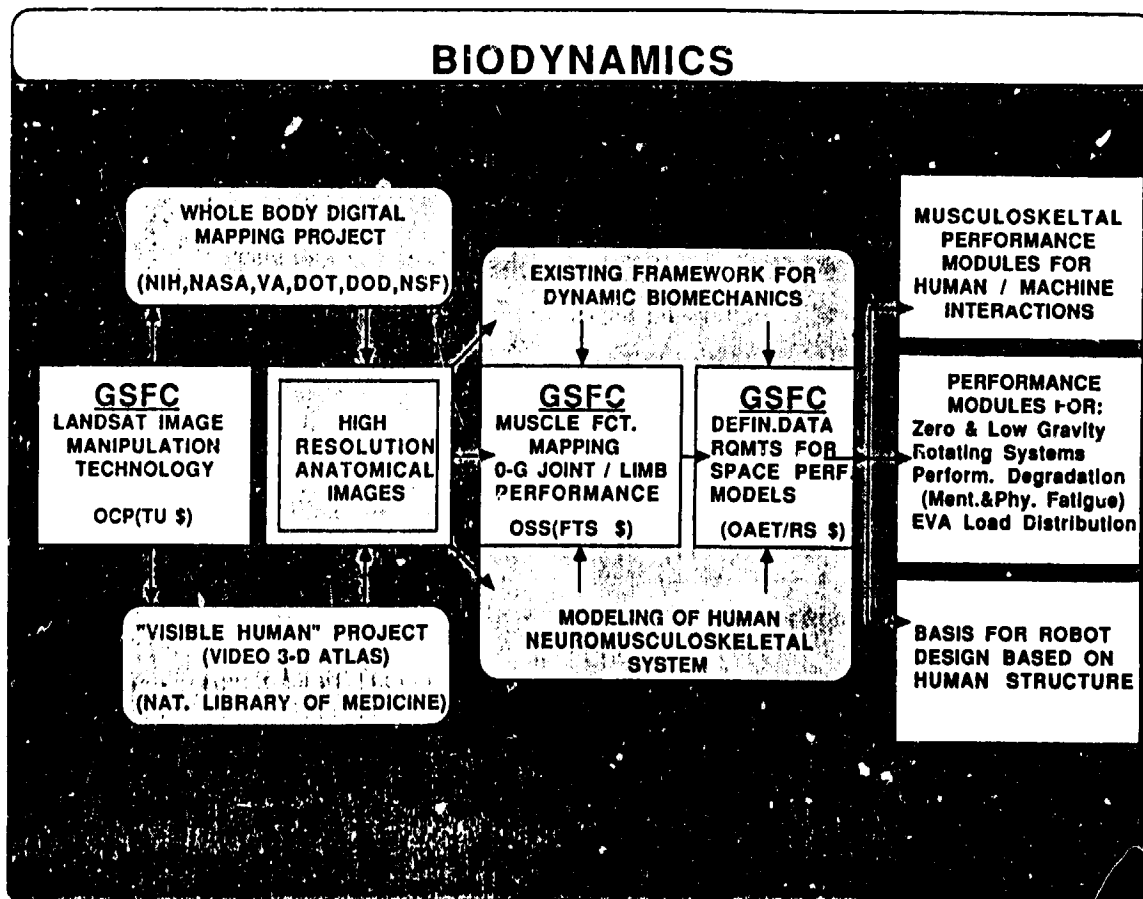 BIODYNAMICS
WHOLE BODY DIGITAL
MAPPING PROJECT
(NIH,NASA,VA,DOT,DOD,NSF)
GSFC
LANDSAT IMAGE
MANIPULATION
TECHNOLOGY
OCP(TU $)
HIGH
RESOLUTION
ANATOMICAL
IMAGES
"VISIBLE HUMAN" PROJECT
(VIDEO 3-D ATLAS)
(NAT. LIBRARY OF MEDICINE)
EXISTING FRAMEWORK FOR
DYNAMIC BIOMECHANICS
GSFC
MUSCLE FCT.
MAPPING
0-G JOINT / LIMB
PERFORMANCE
OSS(FTS $)
GSFC
DEFIN.DATA
RQMTS FOR
SPACE PERF.
MODELS
(OAET/RS $)
MODELING OF HUMAN
NEUROMUSCULOSKELETAL
SYSTEM
MUSCULOSKELTAL
PERFORMANCE
MODULES FOR
HUMAN / MACHINE
INTERACTIONS
PERFORMANCE
MODULES FOR:
Zero & Low Gravity
Rotating Systems
Perform. Degradation
(Ment.&Phy. Fatigue)
EVA Load Distribution
BASIS FOR ROBOT
DESIGN BASED ON
HUMAN STRUCTURE